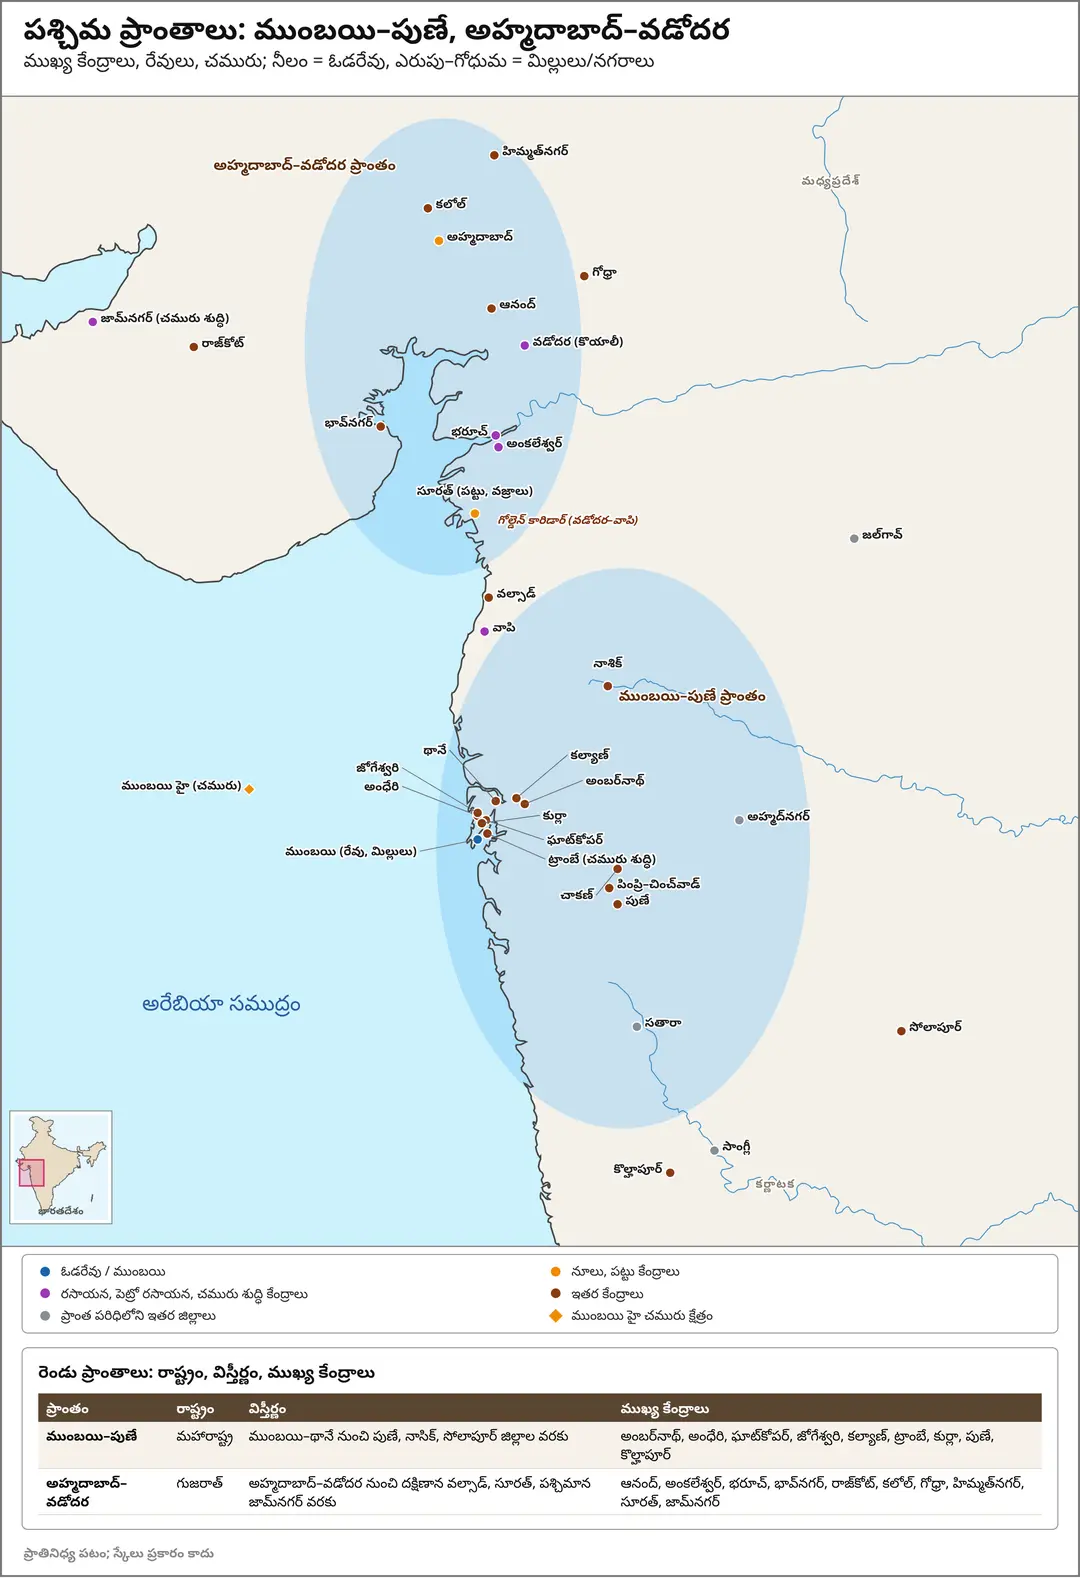 పశ్చిమ ప్రాంతాలు: ముంబయి–పుణే, అహ్మదాబాద్–వడోదర
ముఖ్య కేంద్రాలు, రేవులు, చమురు; నీలం = ఓడరేవు, ఎరుపు–గోధుమ = మిల్లులు/నగరాలు
హిమ్మత్‌నగర్
అహ్మదాబాద్–వడోదర ప్రాంతం
మధ్యప్రదేశ్
కలోల్
అహ్మదాబాద్
గోధ్రా
ఆనంద్
జామ్‌నగర్ (చమురు శుద్ధి)
రాజ్‌కోట్
వడోదర (కొయాలీ)
భావ్‌నగర్
భరూచ్
అంకలేశ్వర్
సూరత్ (పట్టు, వజ్రాలు)
గోల్డెన్ కారిడార్ (వడోదర–వాపి)
జల్‌గావ్
వల్సాడ్
వాపి
నాశిక్
ముంబయి–పుణే ప్రాంతం
థానే
కల్యాణ్
జోగేశ్వరి
అంబర్‌నాథ్
అంధేరి
ముంబయి హై (చమురు)
కుర్లా
అహ్మద్‌నగర్
ఘాట్‌కోపర్
ముంబయి (రేవు, మిల్లులు)
ట్రాంబే (చమురు శుద్ధి)
పింప్రి–చించ్‌వాడ్
చాకణ్
పుణే
అరేబియా సముద్రం
సతారా
సోలాపూర్
సాంగ్లీ
కొల్హాపూర్
కర్ణాటక
భారతదేశం
ఓడరేవు / ముంబయి
నూలు, పట్టు కేంద్రాలు
రసాయన, పెట్రో రసాయన, చమురు శుద్ధి కేంద్రాలు
ఇతర కేంద్రాలు
ప్రాంత పరిధిలోని ఇతర జిల్లాలు
ముంబయి హై చమురు క్షేత్రం
రెండు ప్రాంతాలు: రాష్ట్రం, విస్తీర్ణం, ముఖ్య కేంద్రాలు
ప్రాంతం రాష్ట్రం విస్తీర్ణం ముఖ్య కేంద్రాలు
ముంబయి–పుణే మహారాష్ట్ర ముంబయి–థానే నుంచి పుణే, నాసిక్, సోలాపూర్ జిల్లాల వరకు అంబర్‌నాథ్, అంధేరి, ఘాట్‌కోపర్, జోగేశ్వరి, కల్యాణ్, ట్రాంబే, కుర్లా, పుణే,
కొల్హాపూర్
అహ్మదాబాద్– గుజరాత్ అహ్మదాబాద్–వడోదర నుంచి దక్షిణాన వల్సాడ్, సూరత్, పశ్చిమాన ఆనంద్, అంకలేశ్వర్, భరూచ్, భావ్‌నగర్, రాజ్‌కోట్, కలోల్, గోధ్రా, హిమ్మత్‌నగర్,
వడోదర జామ్‌నగర్ వరకు సూరత్, జామ్‌నగర్
ప్రాతినిధ్య పటం; స్కేలు ప్రకారం కాదు